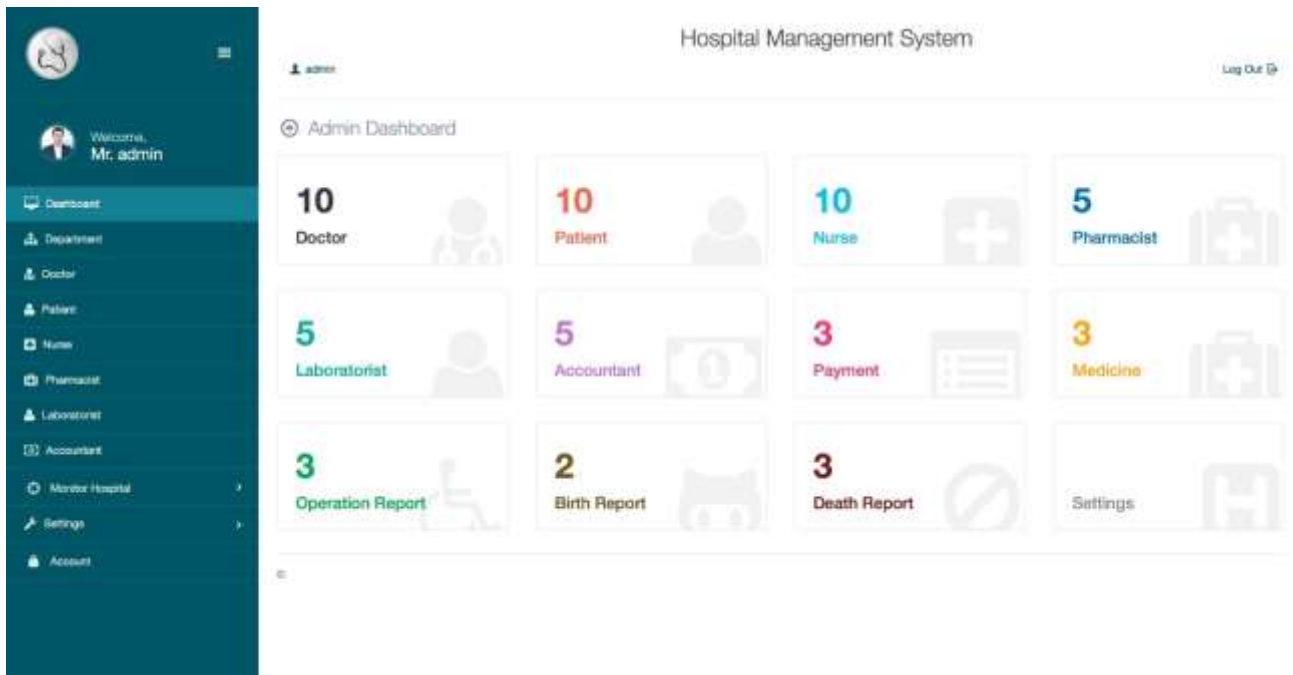 Hospital Management System
admin
Log Out
Welcome,
Mr. admin
Admin Dashboard
Dashboard
Department
Doctor
Patient
Nurse
Pharmacist
Laboratorist
Accountant
Monitor Hospital
Settings
Account
10
Doctor
10
Patient
10
Nurse
5
Pharmacist
5
Laboratorist
5
Accountant
3
Payment
3
Medicine
3
Operation Report
2
Birth Report
3
Death Report
Settings
©